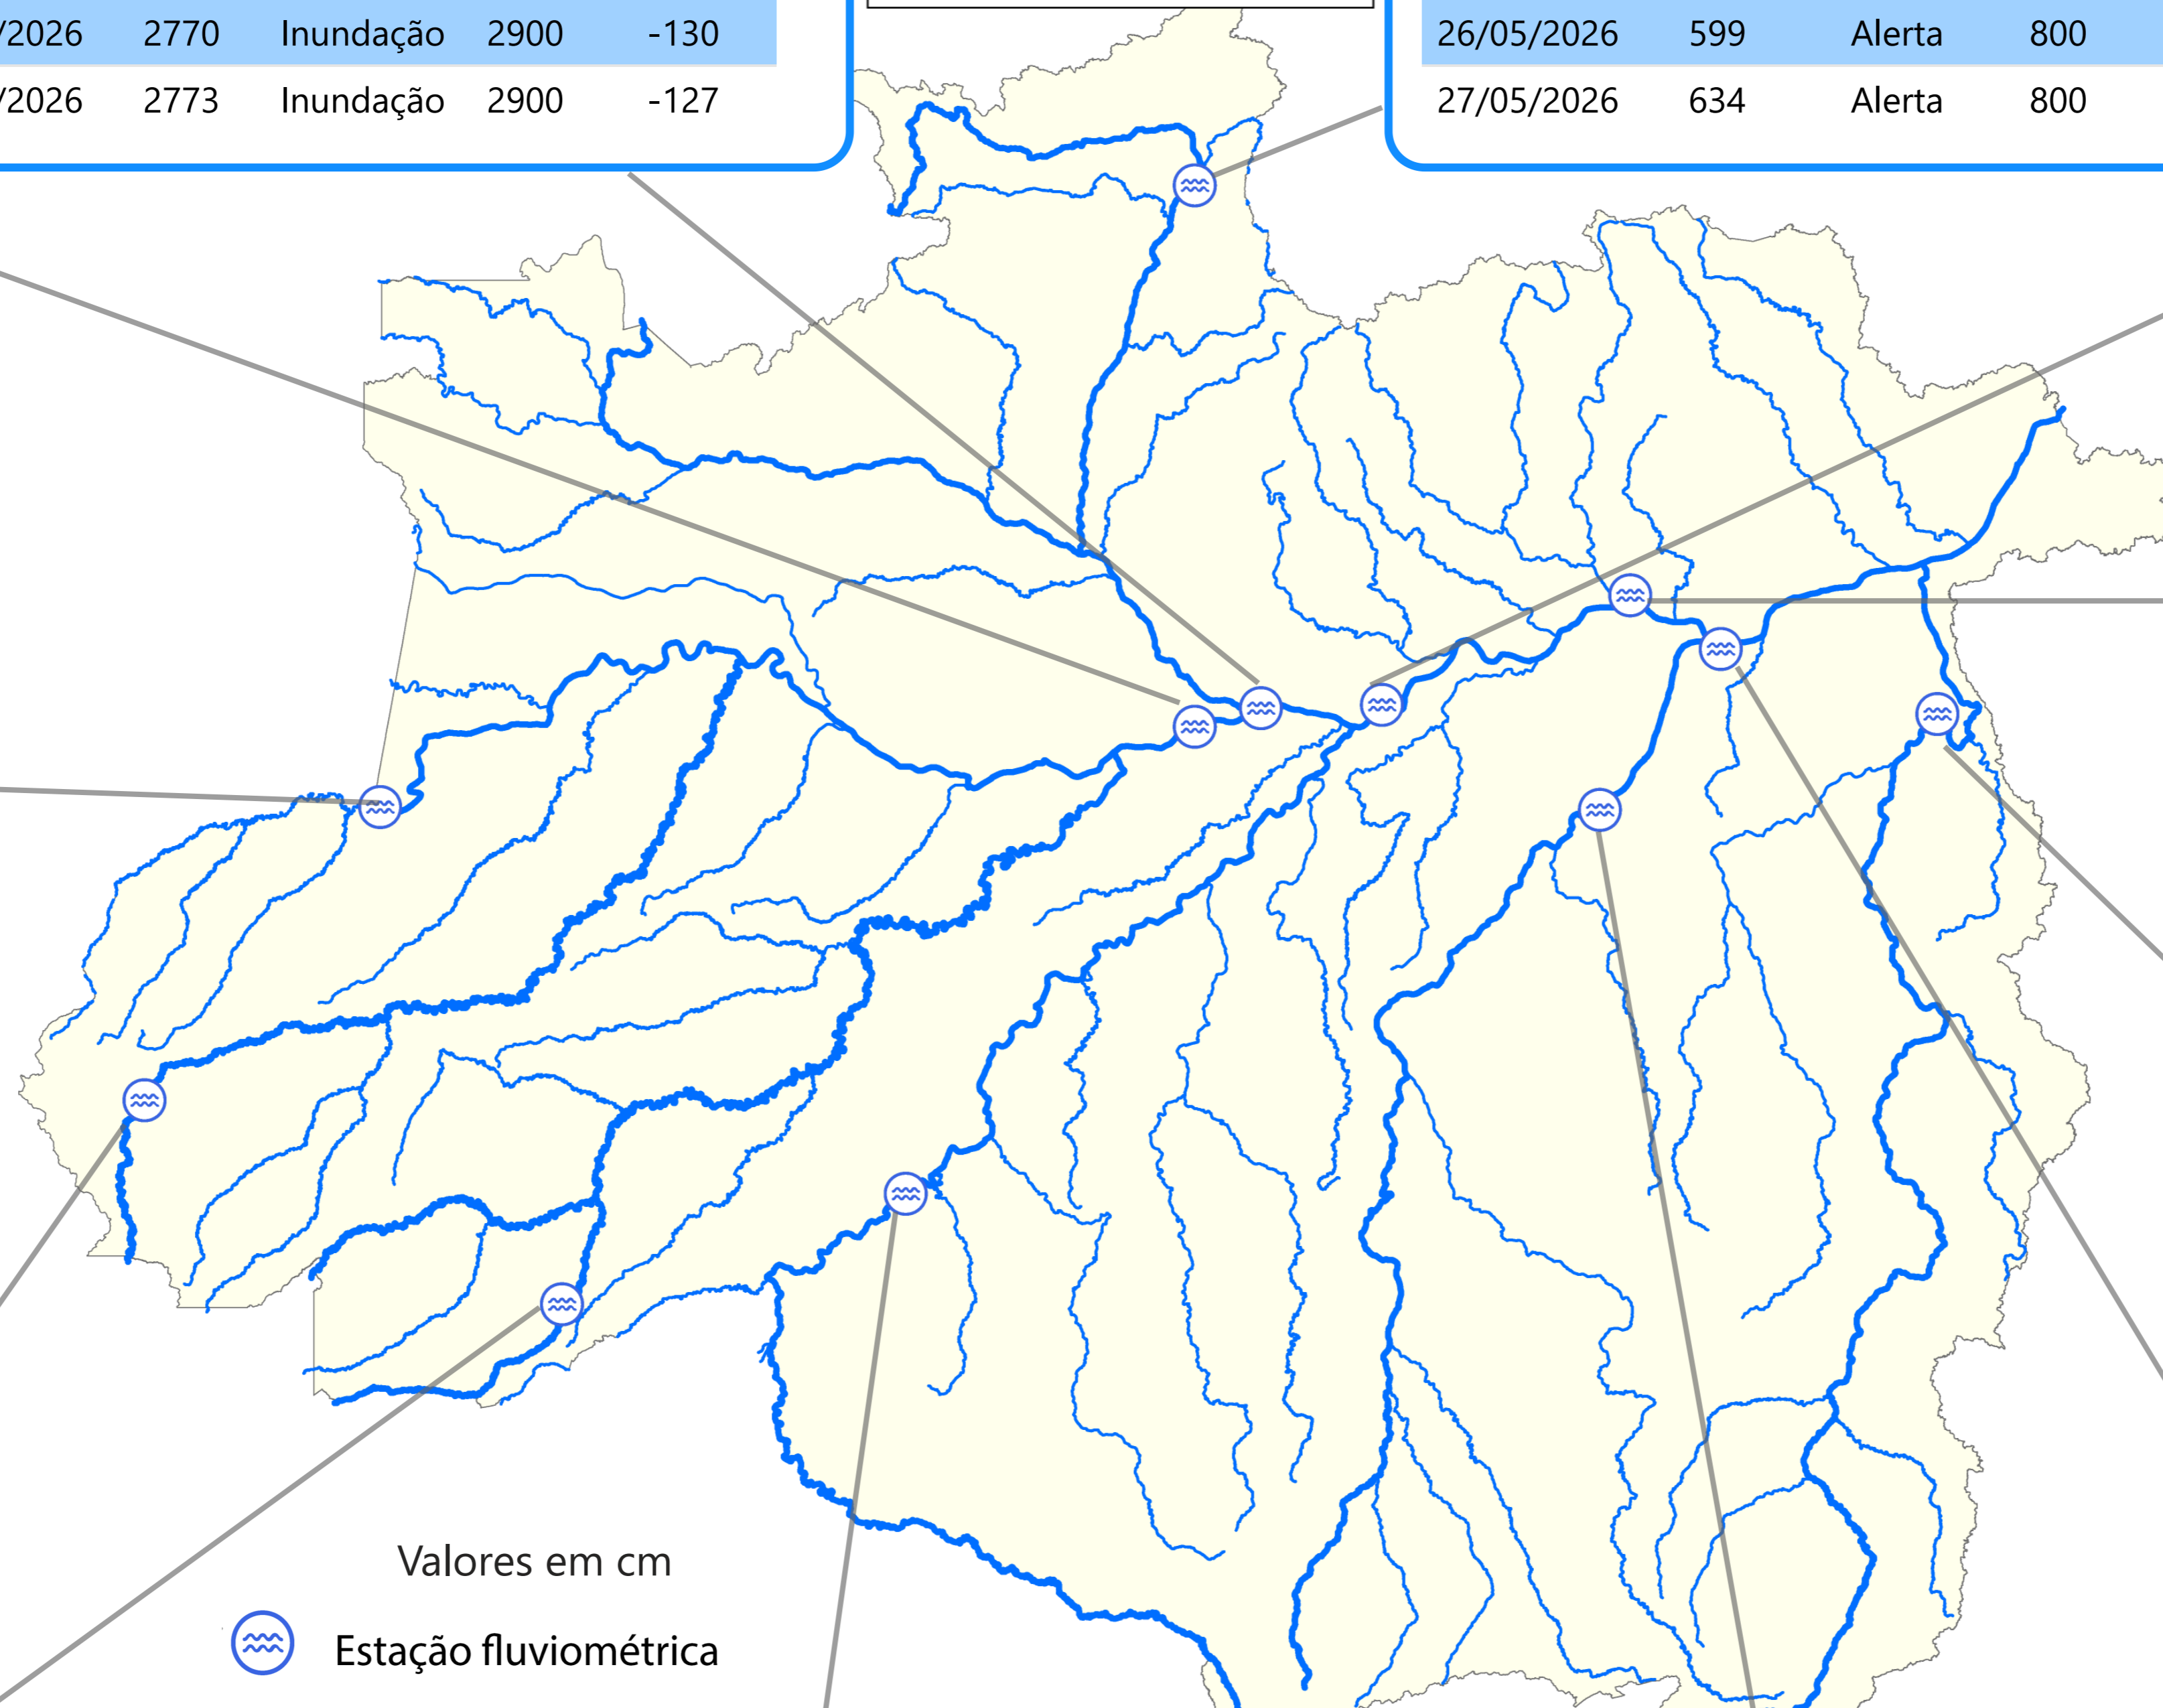 /2026 2770 Inundação 2900 -130
/2026 2773 Inundação 2900 -127
26/05/2026 599 Alerta 800
27/05/2026 634 Alerta 800
Valores em cm
Estação fluviométrica